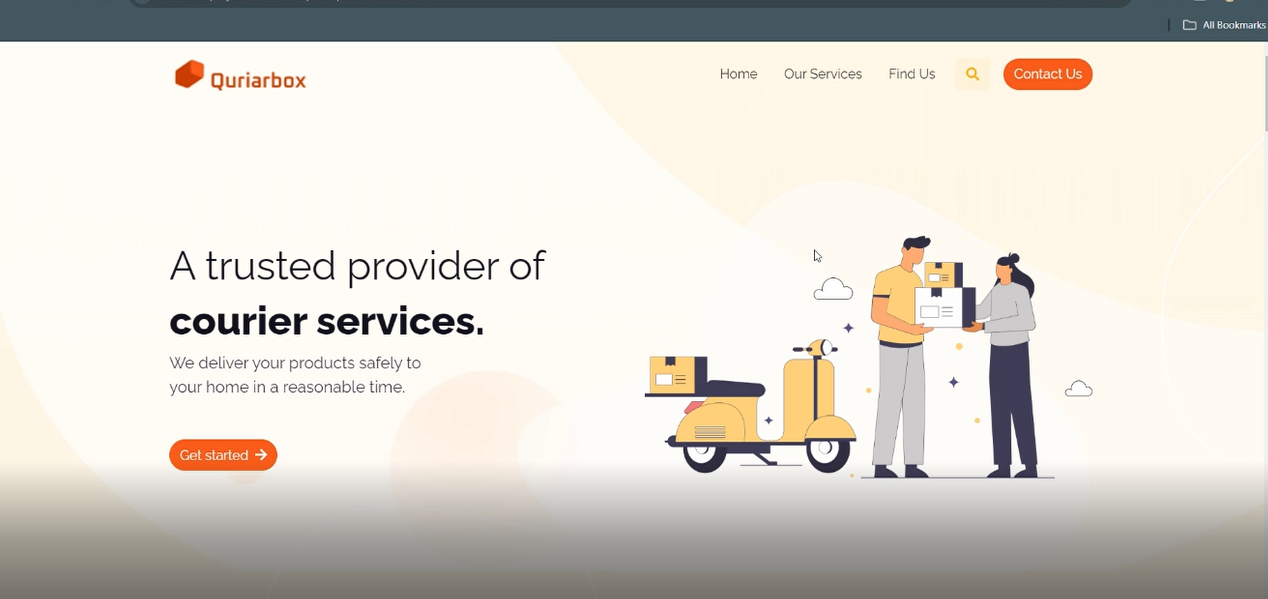 All Bookmarks
Quriarbox
Home
Our Services
Find Us
Contact Us
A trusted provider of
courier services.
We deliver your products safely to
your home in a reasonable time.
Get started